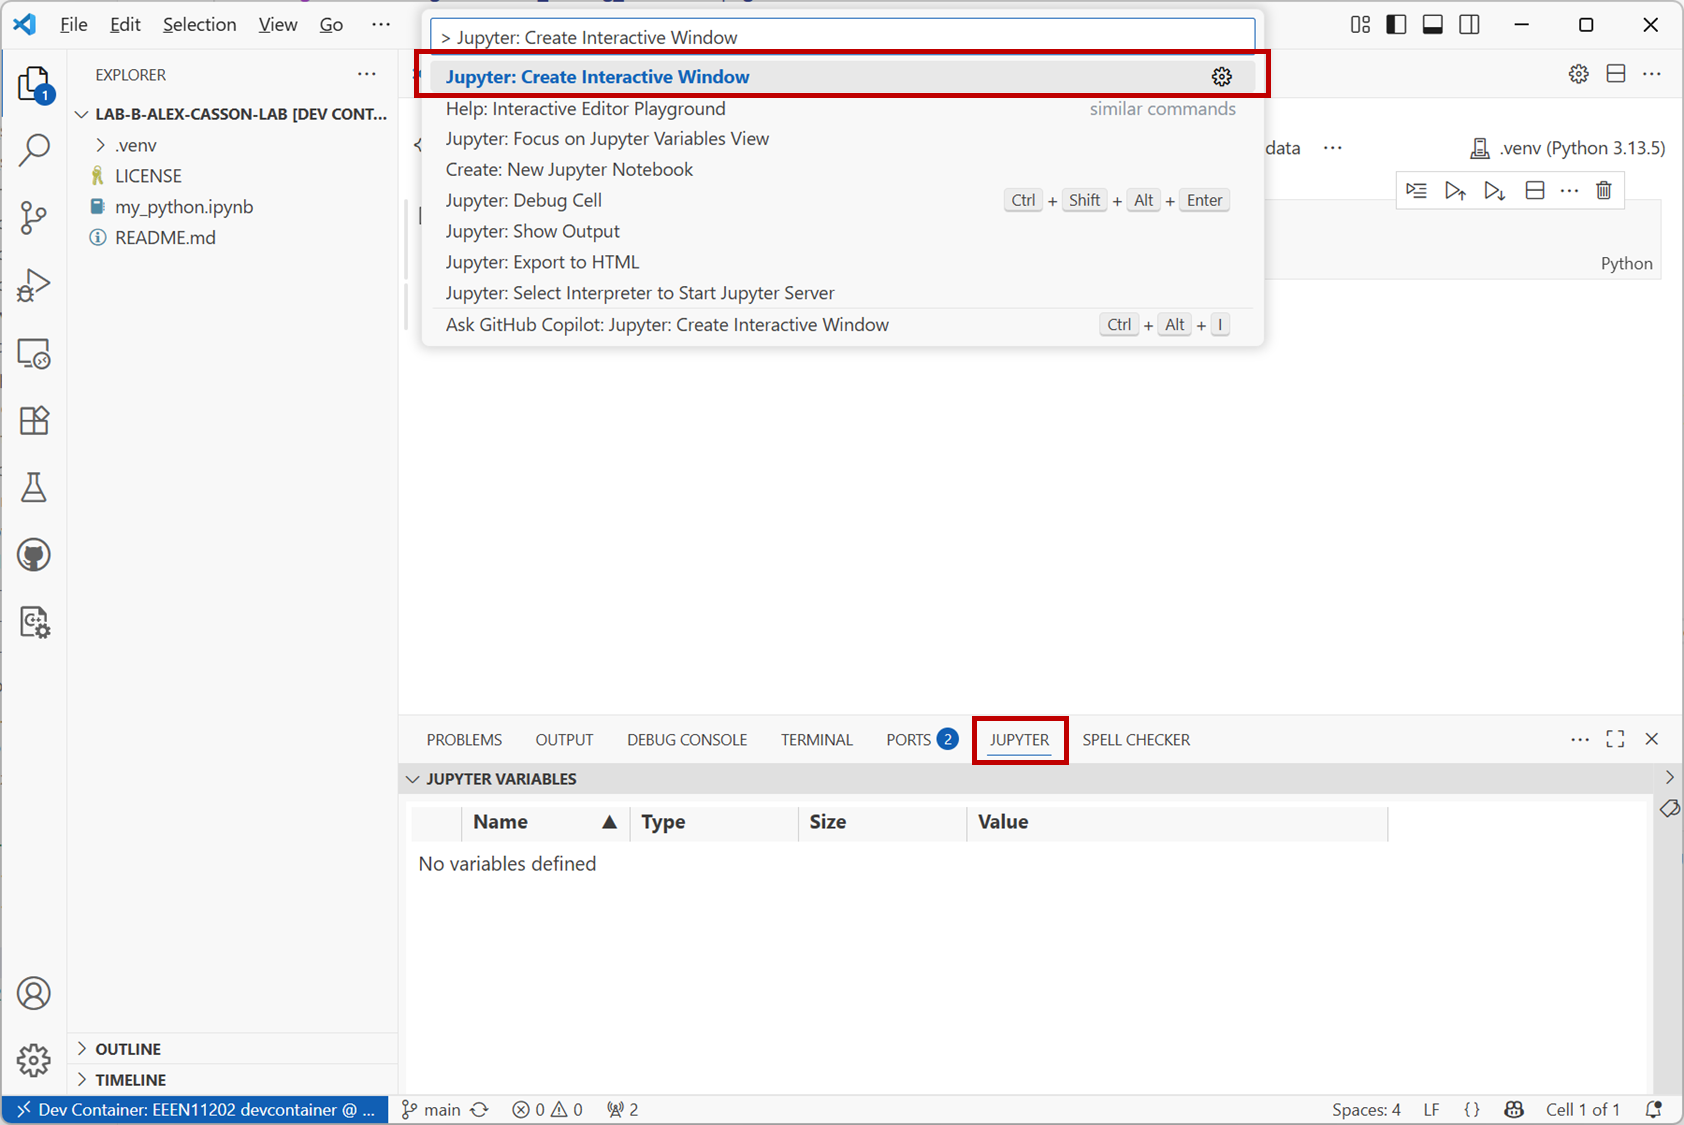 File Edit Selection View Go ...
> Jupyter: Create Interactive Window
Jupyter: Create Interactive Window
Help: Interactive Editor Playground similar commands
Jupyter: Focus on Jupyter Variables View
Create: New Jupyter Notebook
Jupyter: Debug Cell Ctrl + Shift + Alt + Enter
Jupyter: Show Output
Jupyter: Export to HTML
Jupyter: Select Interpreter to Start Jupyter Server
Ask GitHub Copilot: Jupyter: Create Interactive Window Ctrl + Alt + I
EXPLORER ...
1
LAB-B-ALEX-CASSON-LAB [DEV CONT...
.venv
LICENSE
my_python.ipynb
README.md
data ... .venv (Python 3.13.5)
Python
PROBLEMS OUTPUT DEBUG CONSOLE TERMINAL PORTS 2 JUPYTER SPELL CHECKER
JUPYTER VARIABLES
Name Type Size Value
No variables defined
OUTLINE
TIMELINE
Dev Container: EEEN11202 devcontainer @ ... main 0 0 2 Spaces: 4 LF {} Cell 1 of 1